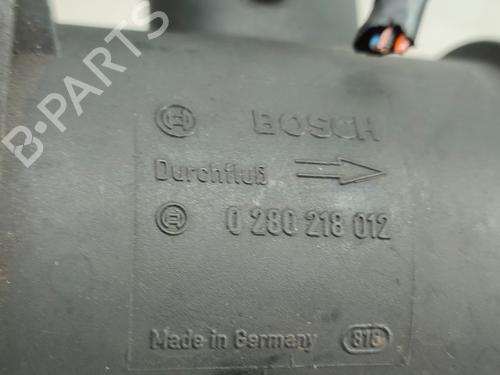 B-PARTS
BOSCH
Durchfluß
0 280 218 012
Made in Germany 818